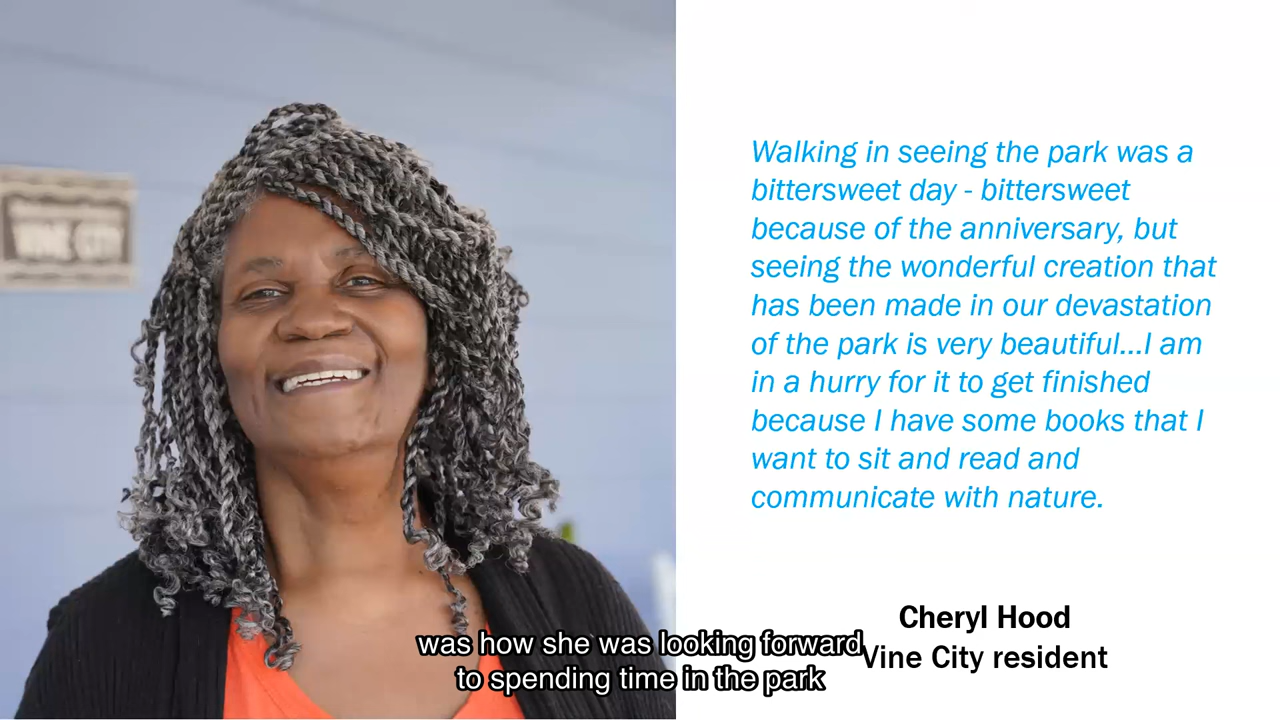 VINE CITY
Walking in seeing the park was a
bittersweet day - bittersweet
because of the anniversary, but
seeing the wonderful creation that
has been made in our devastation
of the park is very beautiful...I am
in a hurry for it to get finished
because I have some books that I
want to sit and read and
communicate with nature.
Cheryl Hood
Vine City resident
was how she was looking forward
to spending time in the park